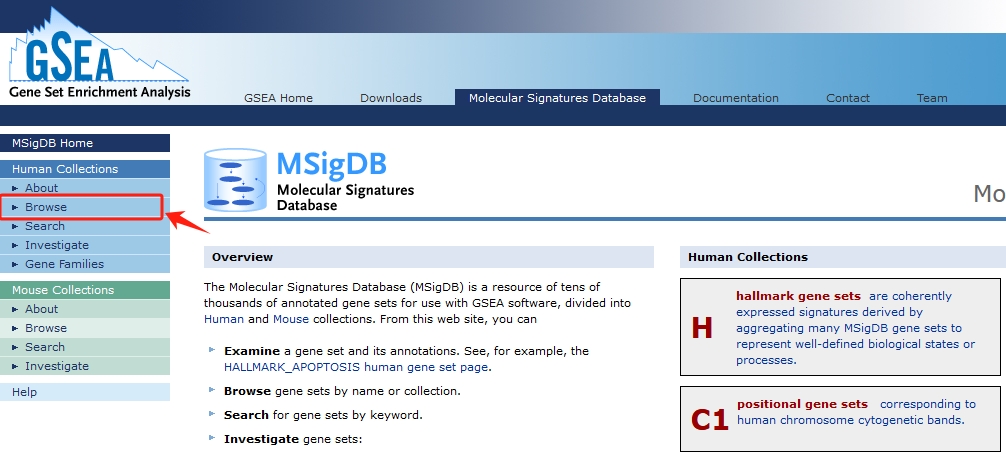 GSEA
Gene Set Enrichment Analysis
GSEA Home
Downloads
Molecular Signatures Database
Documentation
Contact
Team
MSigDB Home
Human Collections
About
Browse
Search
Investigate
Gene Families
Mouse Collections
About
Browse
Search
Investigate
Help
MSigDB
Molecular Signatures
Database
Mo
Overview
The Molecular Signatures Database (MSigDB) is a resource of tens of
thousands of annotated gene sets for use with GSEA software, divided into
Human and Mouse collections. From this web site, you can
Examine a gene set and its annotations. See, for example, the
HALLMARK_APOPTOSIS human gene set page.
Browse gene sets by name or collection.
Search for gene sets by keyword.
Investigate gene sets:
Human Collections
H
hallmark gene sets are coherently
expressed signatures derived by
aggregating many MSigDB gene sets to
represent well-defined biological states or
processes.
C1
positional gene sets corresponding to
human chromosome cytogenetic bands.